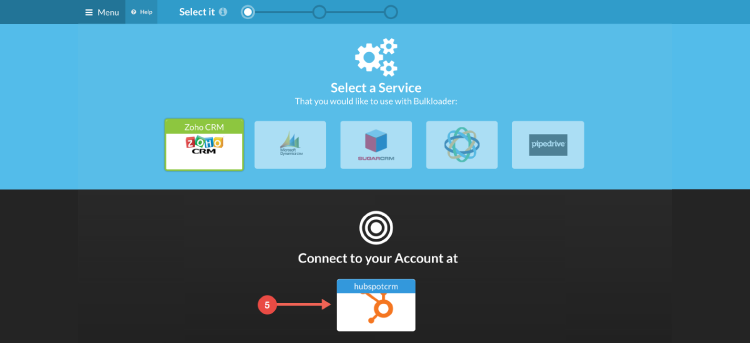 Menu
Help
Select it
Select a Service
That you would like to use with Bulkloader:
Zoho CRM
ZOHO
CRM
Microsoft
Dynamics CRM
SUGARCRM
pipedrive
Connect to your Account at
hubspotcrm
5